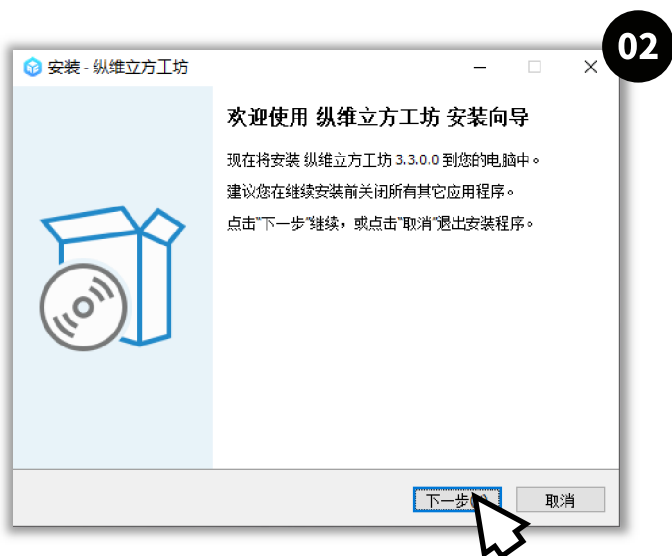 02
安装 - 纵维立方工坊
欢迎使用 纵维立方工坊 安装向导
现在将安装 纵维立方工坊 3.3.0.0 到您的电脑中。
建议您在继续安装前关闭所有其它应用程序。
点击“下一步”继续，或点击“取消”退出安装程序。
下一步
取消